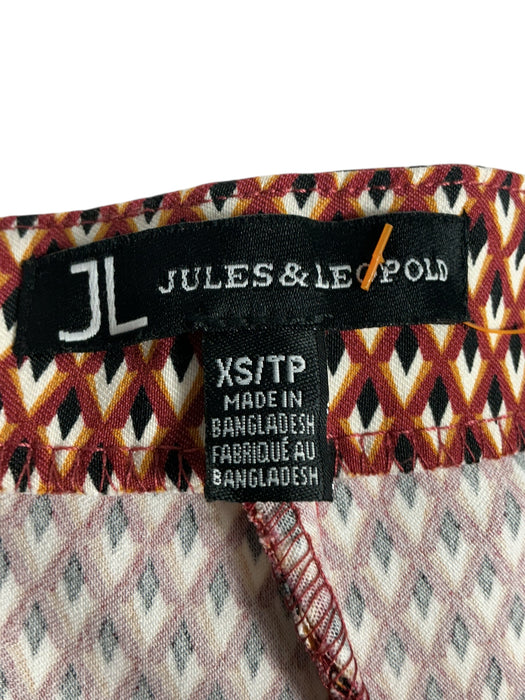 JL JULES & LEOPOLD
XS/TP
MADE IN
BANGLADESH
FABRIQUÉ AU
BANGLADESH